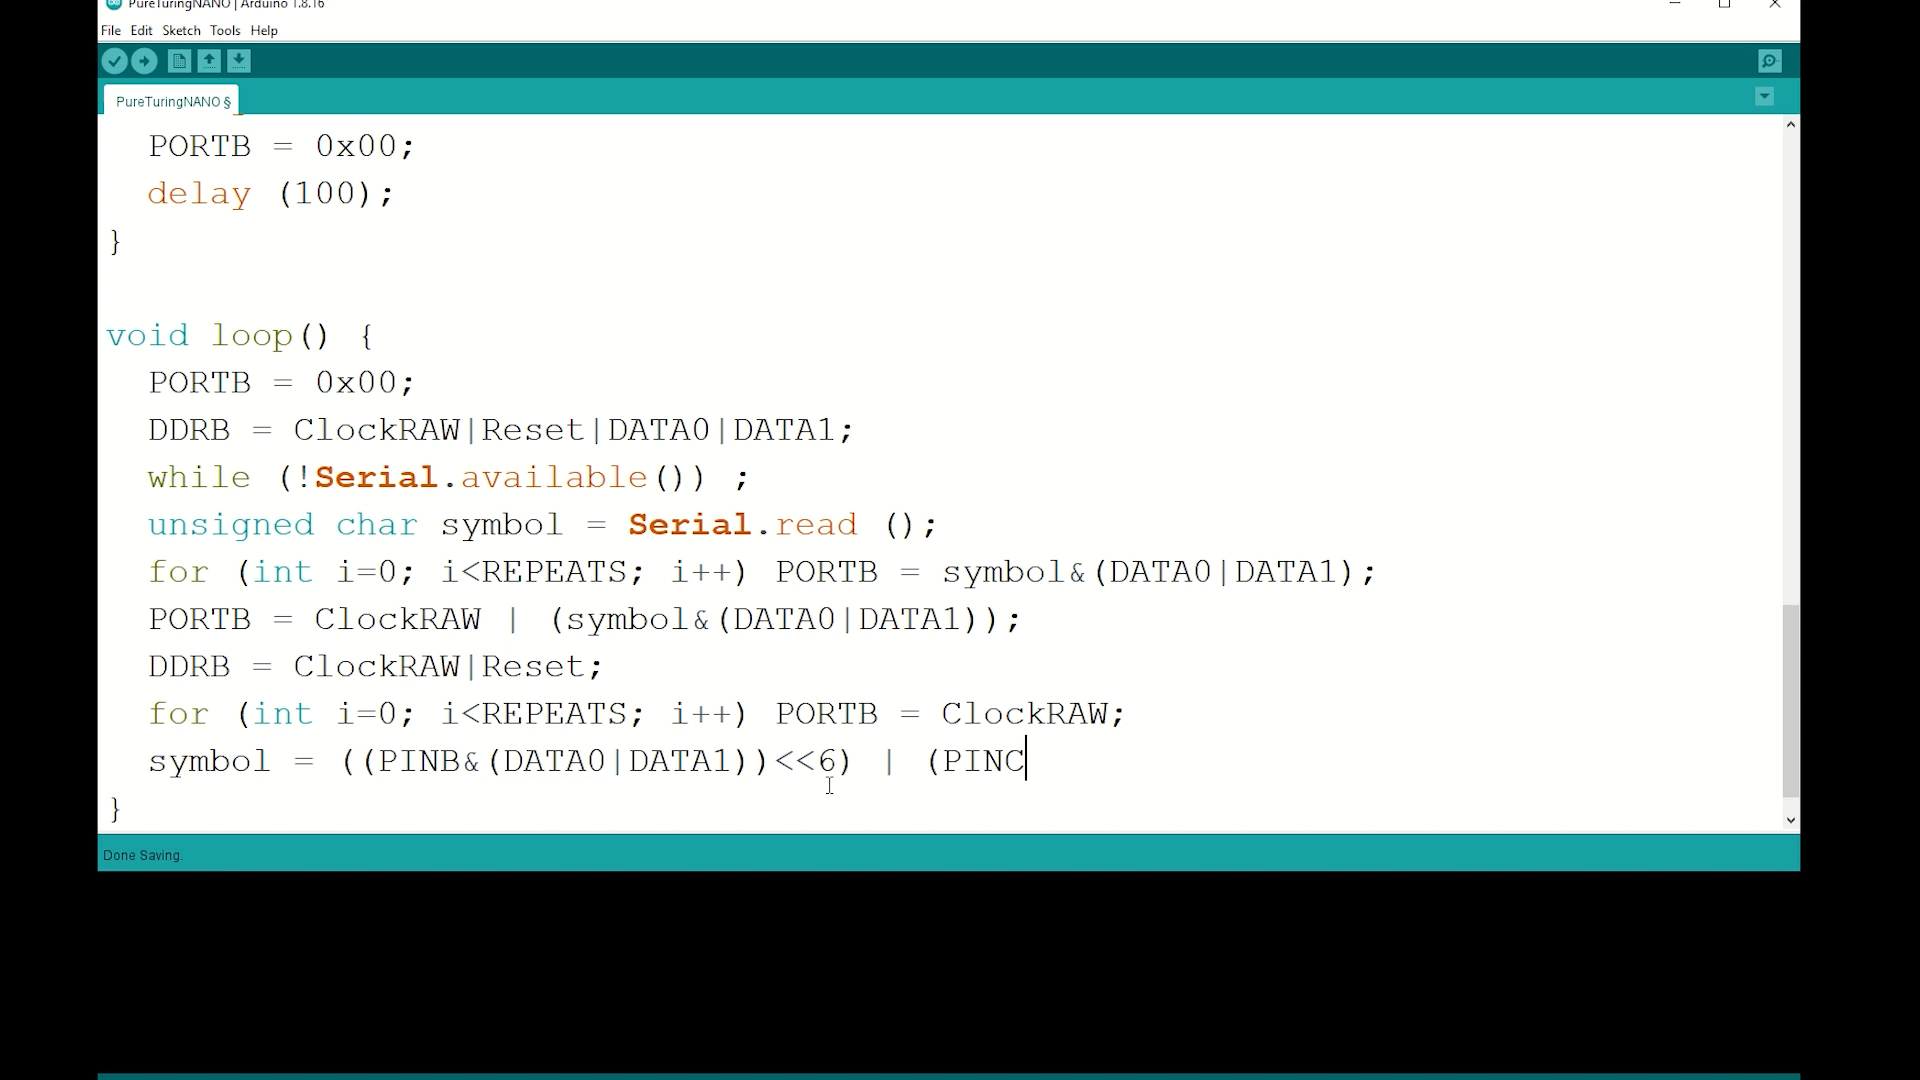 PureTuringNANO | Arduino 1.8.16
File Edit Sketch Tools Help
PureTuringNANO §
PORTB = 0x00;
delay (100);
}
void loop() {
PORTB = 0x00;
DDRB = ClockRAW|Reset|DATA0|DATA1;
while (!Serial.available()) ;
unsigned char symbol = Serial.read ();
for (int i=0; i<REPEATS; i++) PORTB = symbol&(DATA0|DATA1);
PORTB = ClockRAW | (symbol&(DATA0|DATA1));
DDRB = ClockRAW|Reset;
for (int i=0; i<REPEATS; i++) PORTB = ClockRAW;
symbol = ((PINB&(DATA0|DATA1))<<6) | (PINC
}
Done Saving.